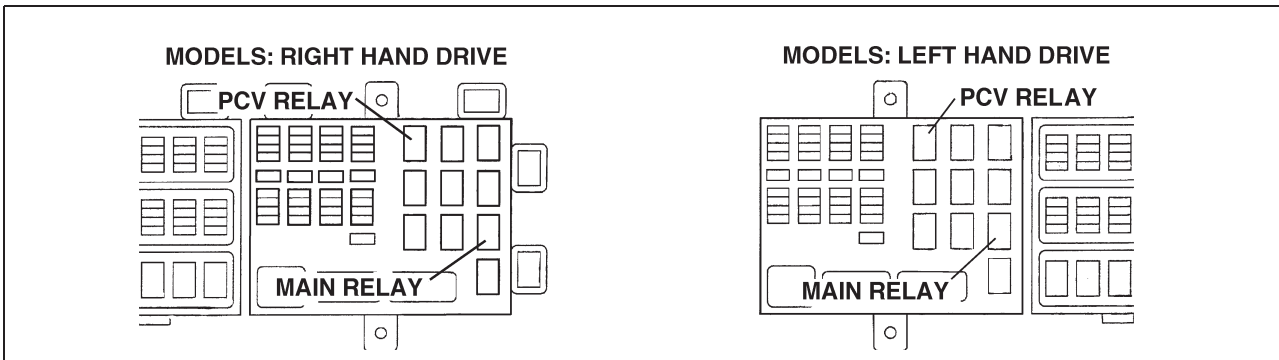 MODELS: RIGHT HAND DRIVE
PCV RELAY
MAIN RELAY
MODELS: LEFT HAND DRIVE
PCV RELAY
MAIN RELAY